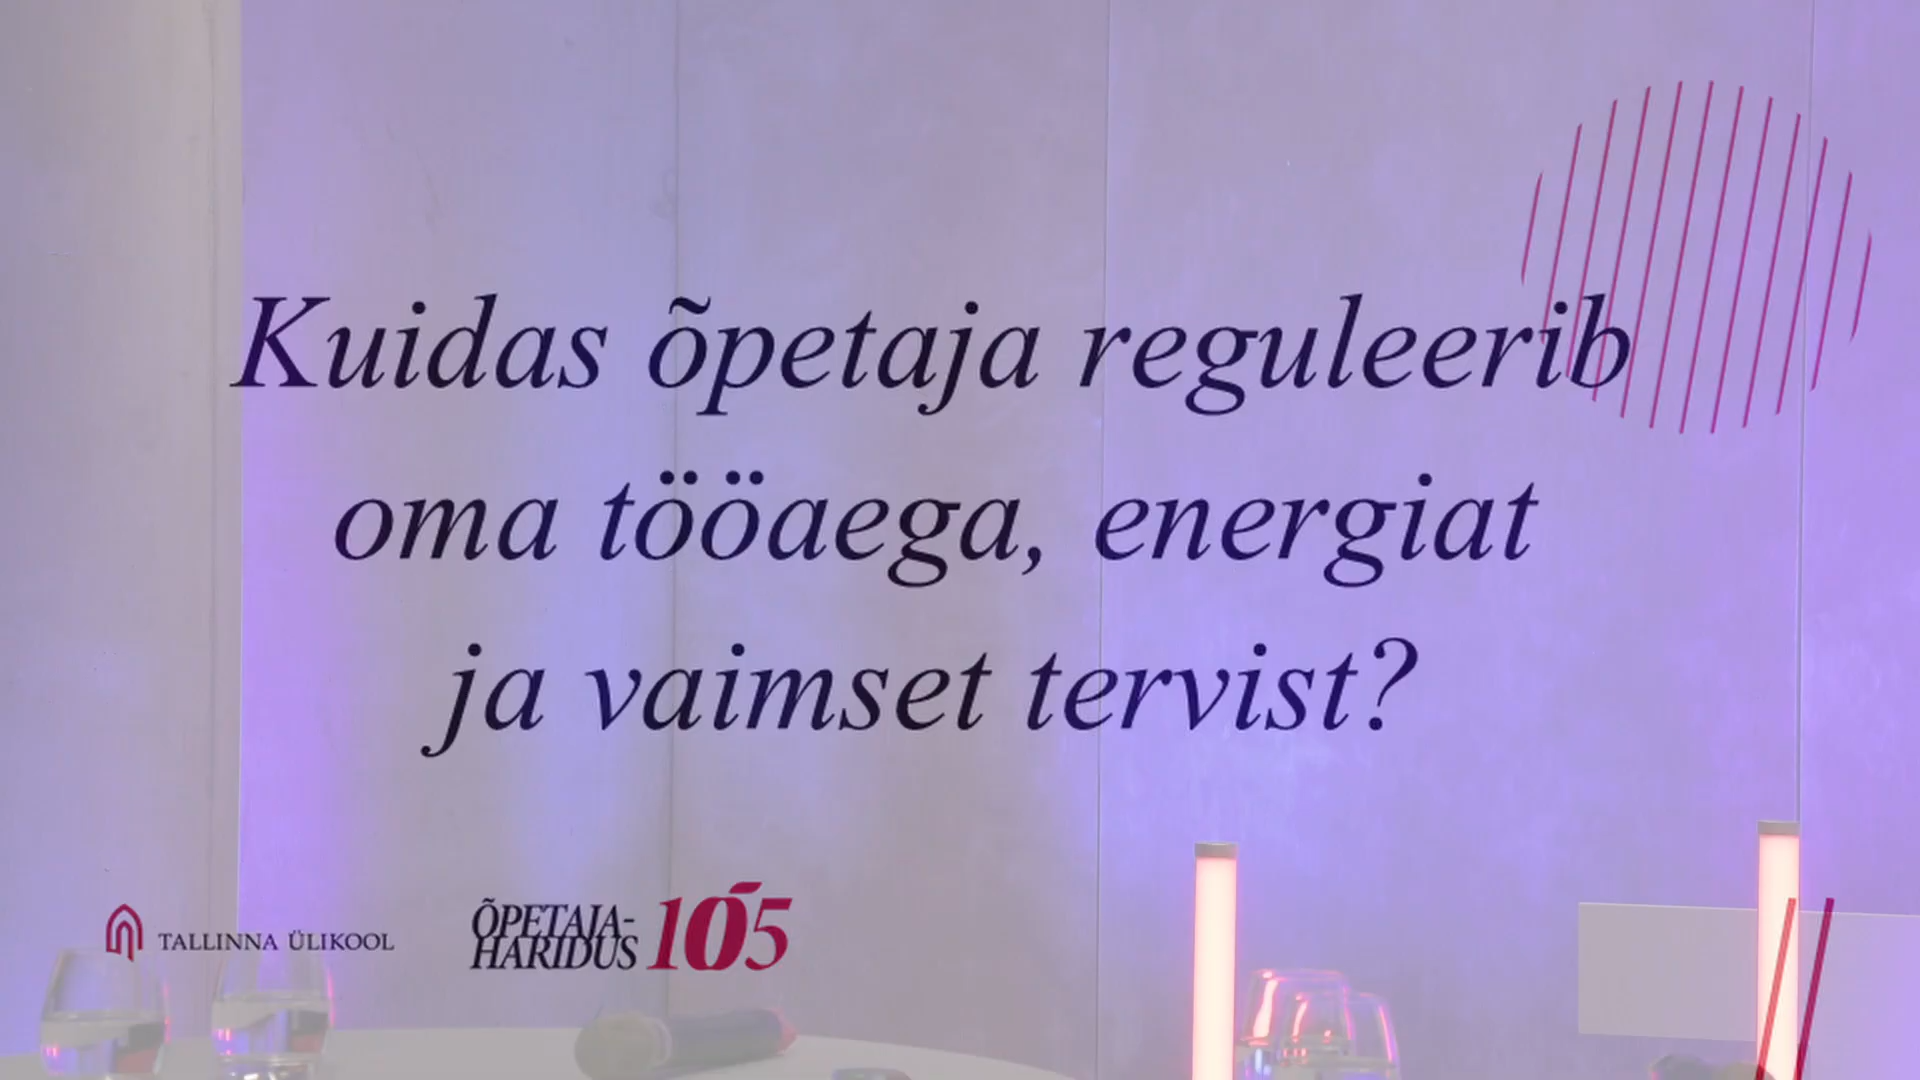 Kuidas õpetaja reguleerib
oma tööaega, energiat
ja vaimset tervist?
TALLINNA ÜLIKOOL
ÕPETAJA-
HARIDUS 105